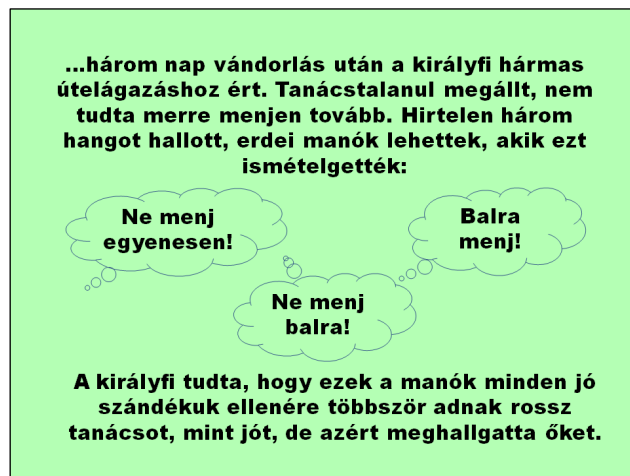 ...három nap vándorlás után a királyfi hármas
útelágazáshoz ért. Tanácstalanul megállt, nem
tudta merre menjen tovább. Hirtelen három
hangot hallott, erdei manók lehettek, akik ezt
ismételgették:
Ne menj
egyenesen!
Balra
menj!
Ne menj
balra!
A királyfi tudta, hogy ezek a manók minden jó
szándékuk ellenére többször adnak rossz
tanácsot, mint jót, de azért meghallgatta őket.